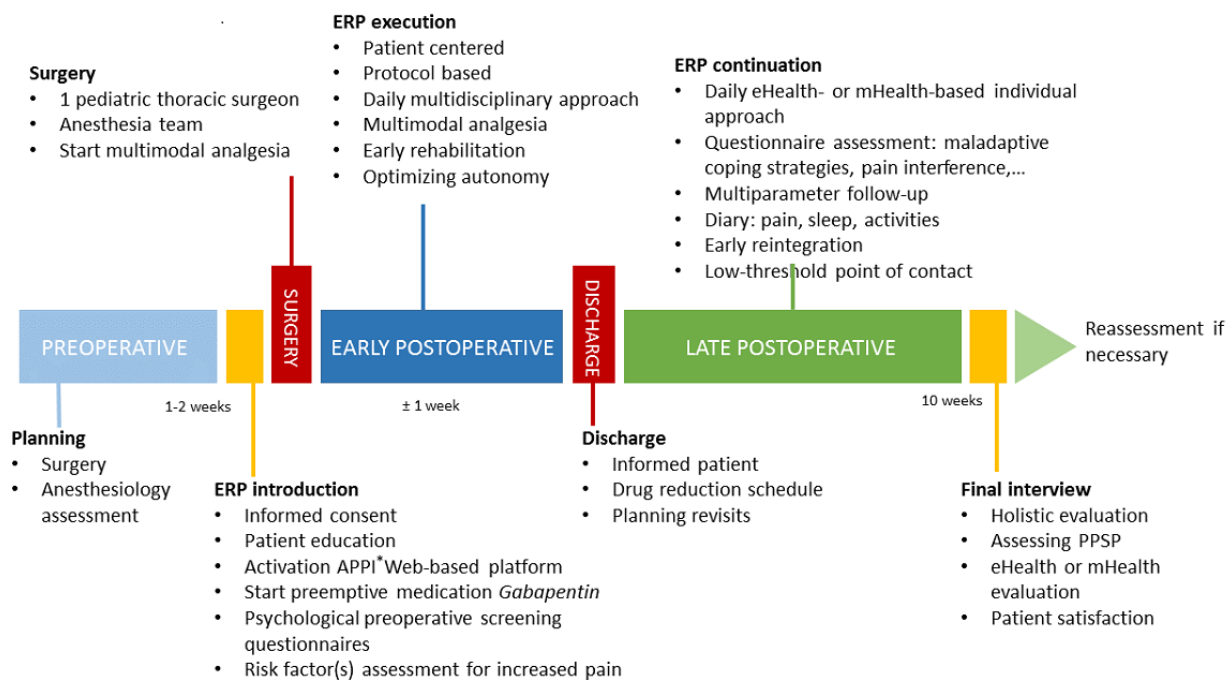 ERP execution
• Patient centered
• Protocol based
• Daily multidisciplinary approach
• Multimodal analgesia
• Early rehabilitation
• Optimizing autonomy
Surgery
• 1 pediatric thoracic surgeon
• Anesthesia team
• Start multimodal analgesia
ERP continuation
• Daily eHealth- or mHealth-based individual
approach
• Questionnaire assessment: maladaptive
coping strategies, pain interference,...
• Multiparameter follow-up
• Diary: pain, sleep, activities
• Early reintegration
• Low-threshold point of contact
PREOPERATIVE
SURGERY
EARLY POSTOPERATIVE
DISCHARGE
LATE POSTOPERATIVE
Reassessment if
necessary
1-2 weeks
± 1 week
10 weeks
Planning
• Surgery
• Anesthesiology
assessment
ERP introduction
• Informed consent
• Patient education
• Activation APPI*Web-based platform
• Start preemptive medication Gabapentin
• Psychological preoperative screening
questionnaires
• Risk factor(s) assessment for increased pain
Discharge
• Informed patient
• Drug reduction schedule
• Planning revisits
Final interview
• Holistic evaluation
• Assessing PPSP
• eHealth or mHealth
evaluation
• Patient satisfaction